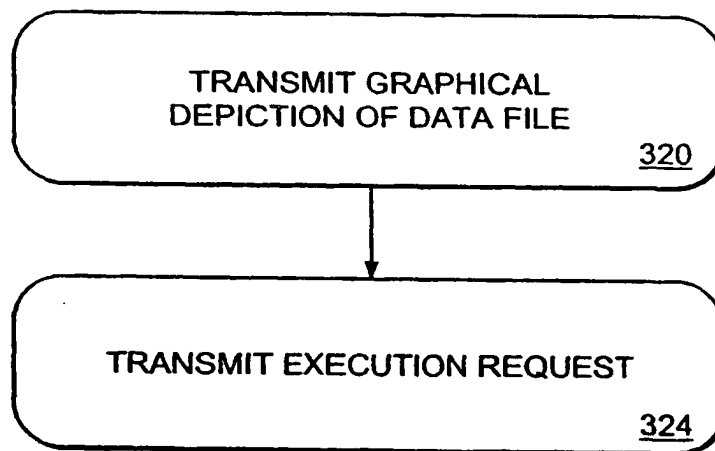 TRANSMIT GRAPHICAL
DEPICTION OF DATA FILE
320
TRANSMIT EXECUTION REQUEST
324